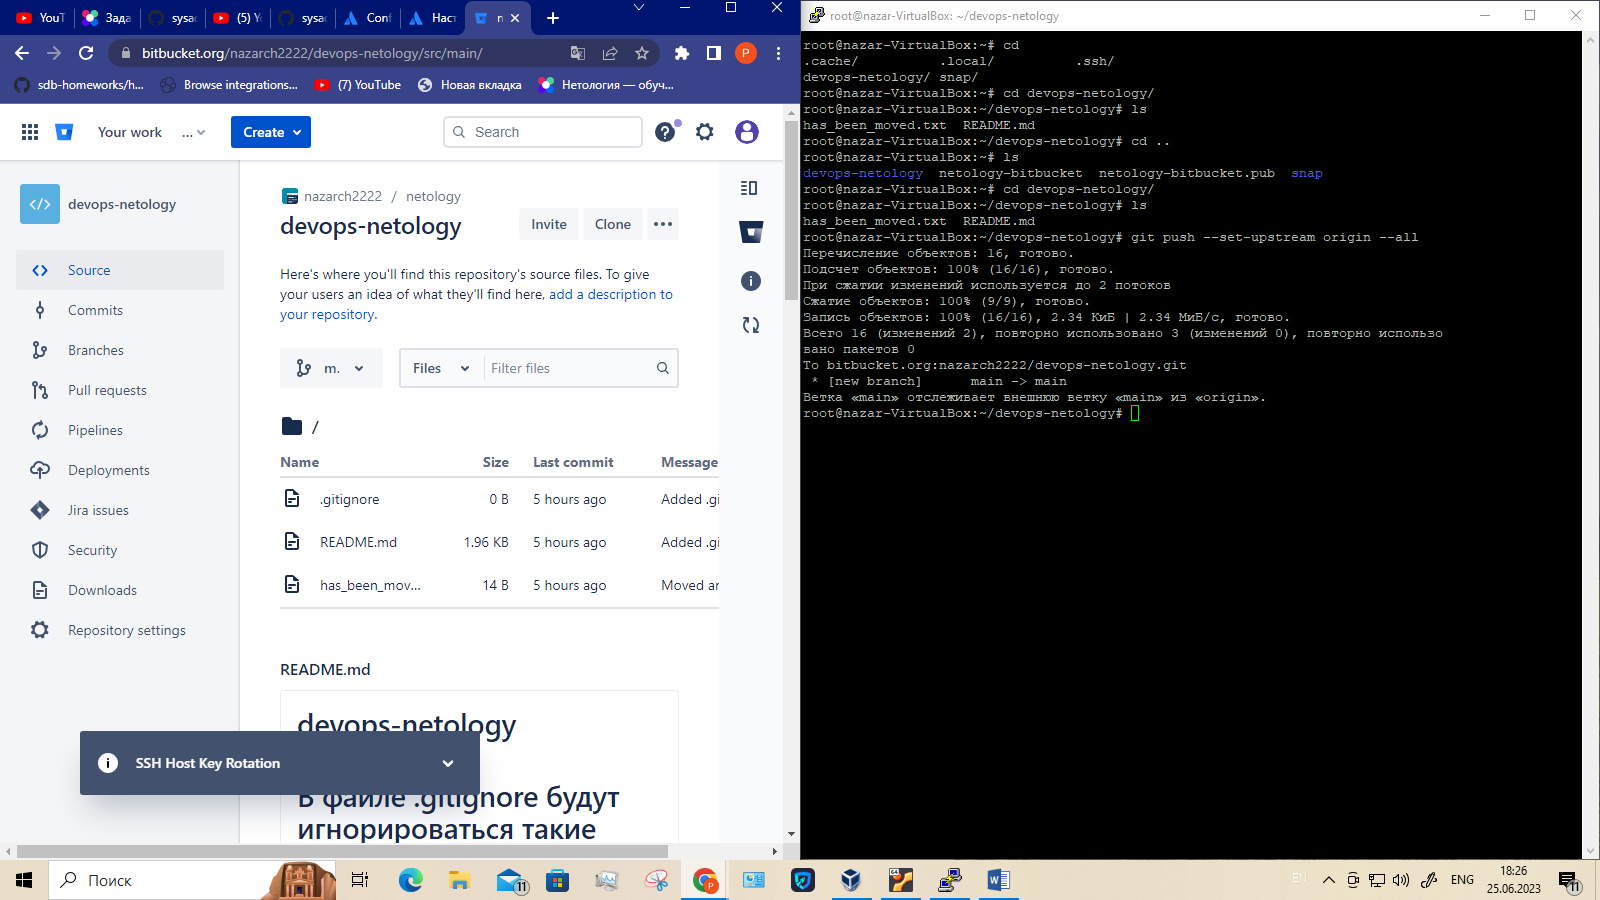 YouT
Зада
sysa
(5) Yo
sysa
Conf
Наст
n
bitbucket.org/nazarch2222/devops-netology/src/main/
P
sdb-homeworks/h...
Browse integrations...
(7) YouTube
Новая вкладка
Нетология — обуч...
Your work
...
Create
Search
devops-netology
Source
Commits
Branches
Pull requests
Pipelines
Deployments
Jira issues
Security
Downloads
Repository settings
nazarch2222 / netology
devops-netology
Invite
Clone
Here's where you'll find this repository's source files. To give
your users an idea of what they'll find here, add a description to
your repository.
m.
Files
Filter files
/
Name Size Last commit Message
.gitignore 0 B 5 hours ago Added .gi
README.md 1.96 KB 5 hours ago Added .gi
has_been_mov... 14 B 5 hours ago Moved an
README.md
devops-netology
SSH Host Key Rotation
В файле .gitignore будут
игнорироваться такие
root@nazar-VirtualBox: ~/devops-netology
root@nazar-VirtualBox:~# cd
.cache/ .local/ .ssh/
devops-netology/ snap/
root@nazar-VirtualBox:~# cd devops-netology/
root@nazar-VirtualBox:~/devops-netology# ls
has_been_moved.txt README.md
root@nazar-VirtualBox:~/devops-netology# cd ..
root@nazar-VirtualBox:~# ls
devops-netology netology-bitbucket netology-bitbucket.pub snap
root@nazar-VirtualBox:~# cd devops-netology/
root@nazar-VirtualBox:~/devops-netology# ls
has_been_moved.txt README.md
root@nazar-VirtualBox:~/devops-netology# git push --set-upstream origin --all
Перечисление объектов: 16, готово.
Подсчет объектов: 100% (16/16), готово.
При сжатии изменений используется до 2 потоков
Сжатие объектов: 100% (9/9), готово.
Запись объектов: 100% (16/16), 2.34 КиБ | 2.34 МиБ/с, готово.
Всего 16 (изменений 2), повторно использовано 3 (изменений 0), повторно использо
вано пакетов 0
To bitbucket.org:nazarch2222/devops-netology.git
* [new branch] main -> main
Ветка «main» отслеживает внешнюю ветку «main» из «origin».
root@nazar-VirtualBox:~/devops-netology#
Поиск
11
P
EN
ENG
18:26
25.06.2023
11